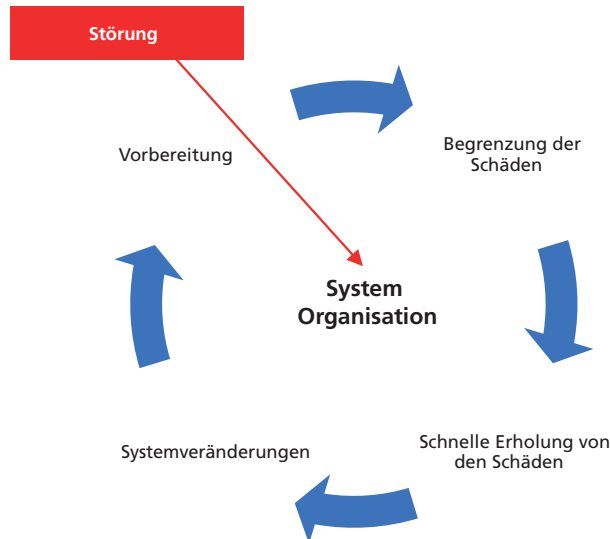 Störung
Vorbereitung
Begrenzung der
Schäden
System
Organisation
Systemveränderungen
Schnelle Erholung von
den Schäden